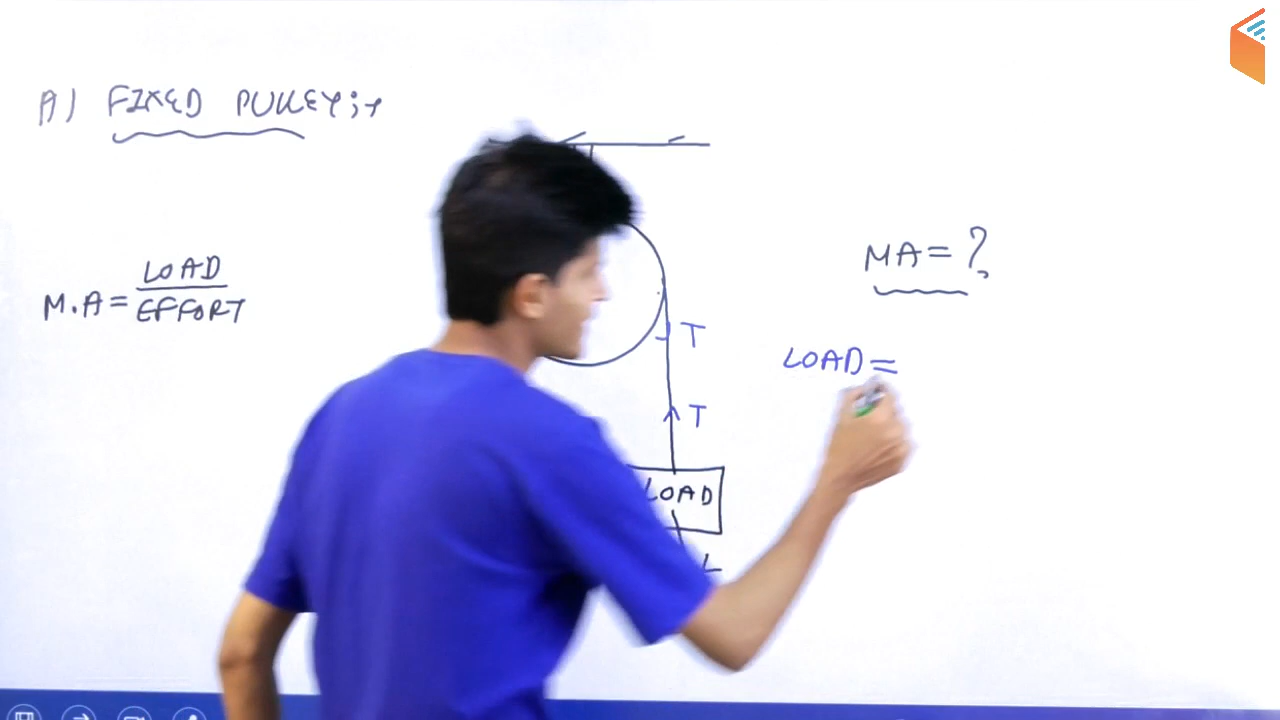 A) FIXED PULLEY:-
M.A = LOAD / EFFORT
MA = ?
T
LOAD =
T
LOAD
L